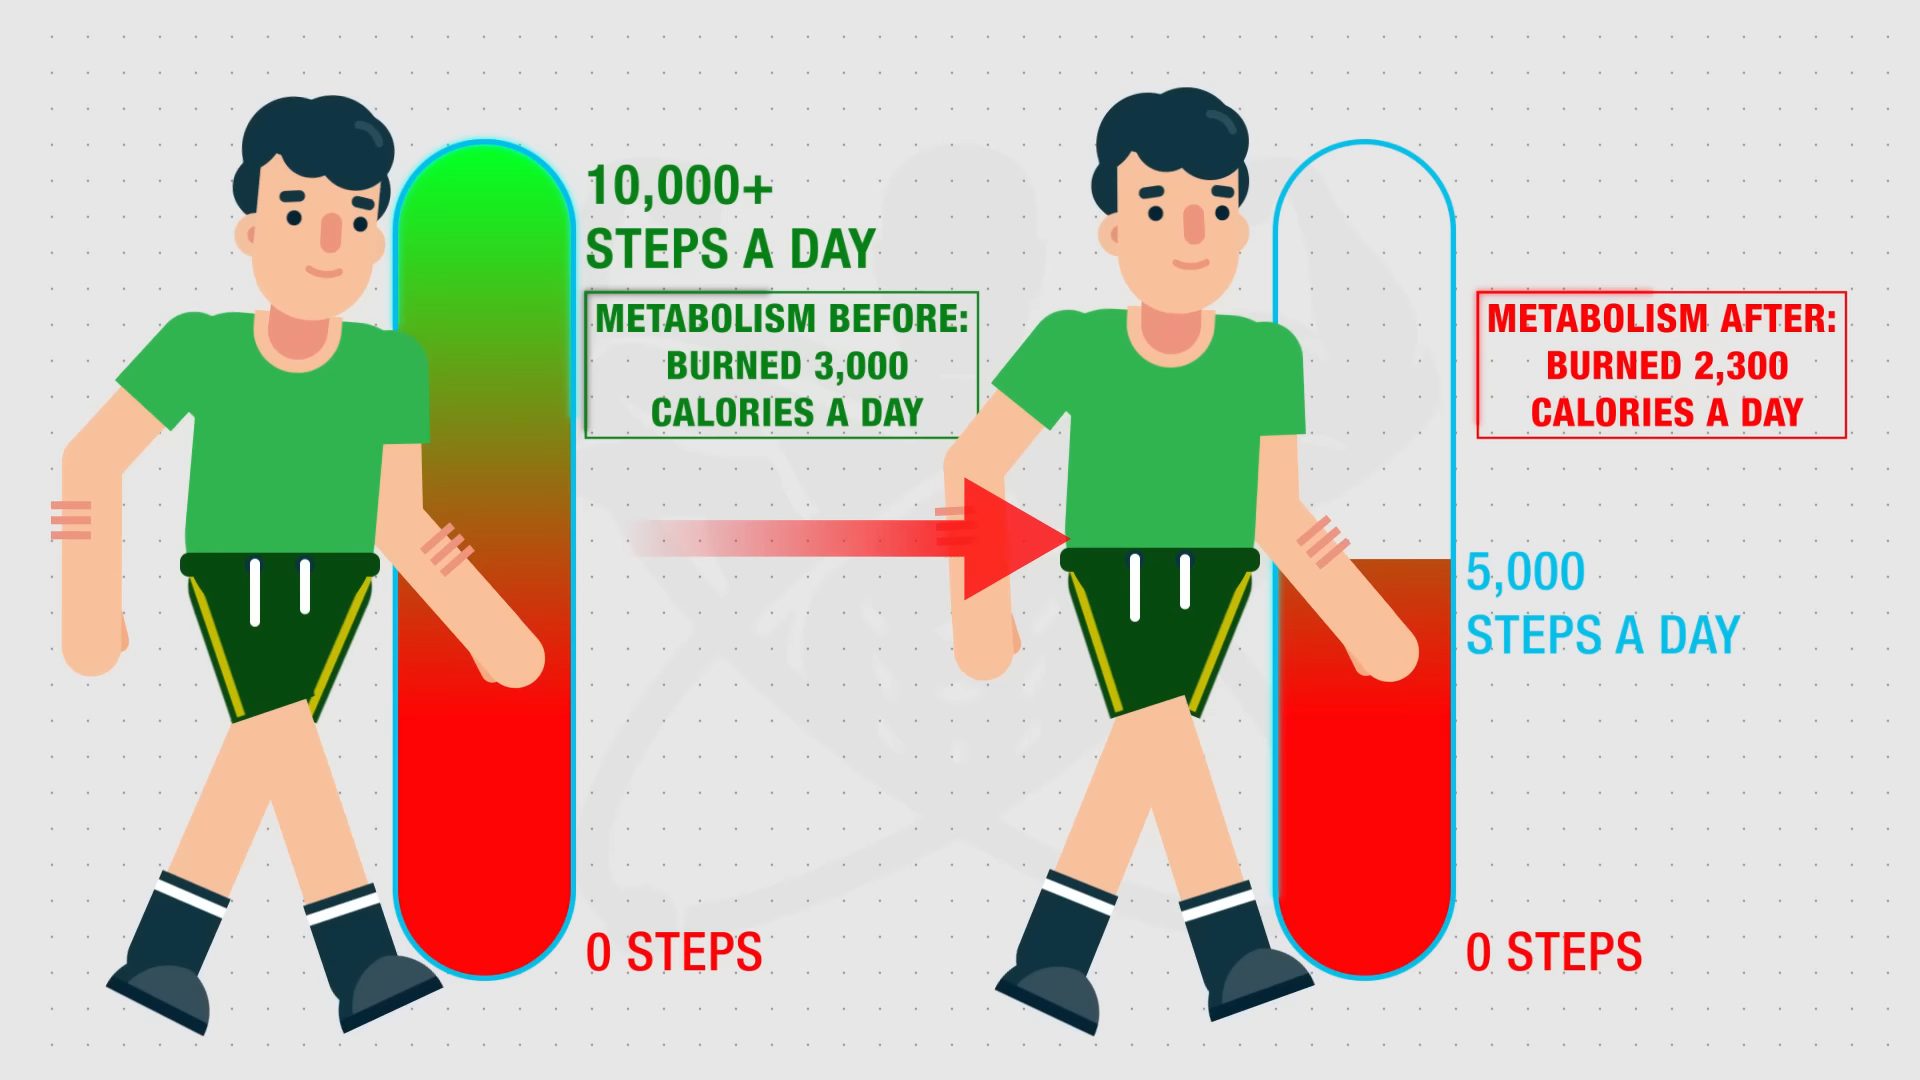 10,000+
STEPS A DAY
METABOLISM BEFORE:
BURNED 3,000
CALORIES A DAY
0 STEPS
METABOLISM AFTER:
BURNED 2,300
CALORIES A DAY
5,000
STEPS A DAY
0 STEPS